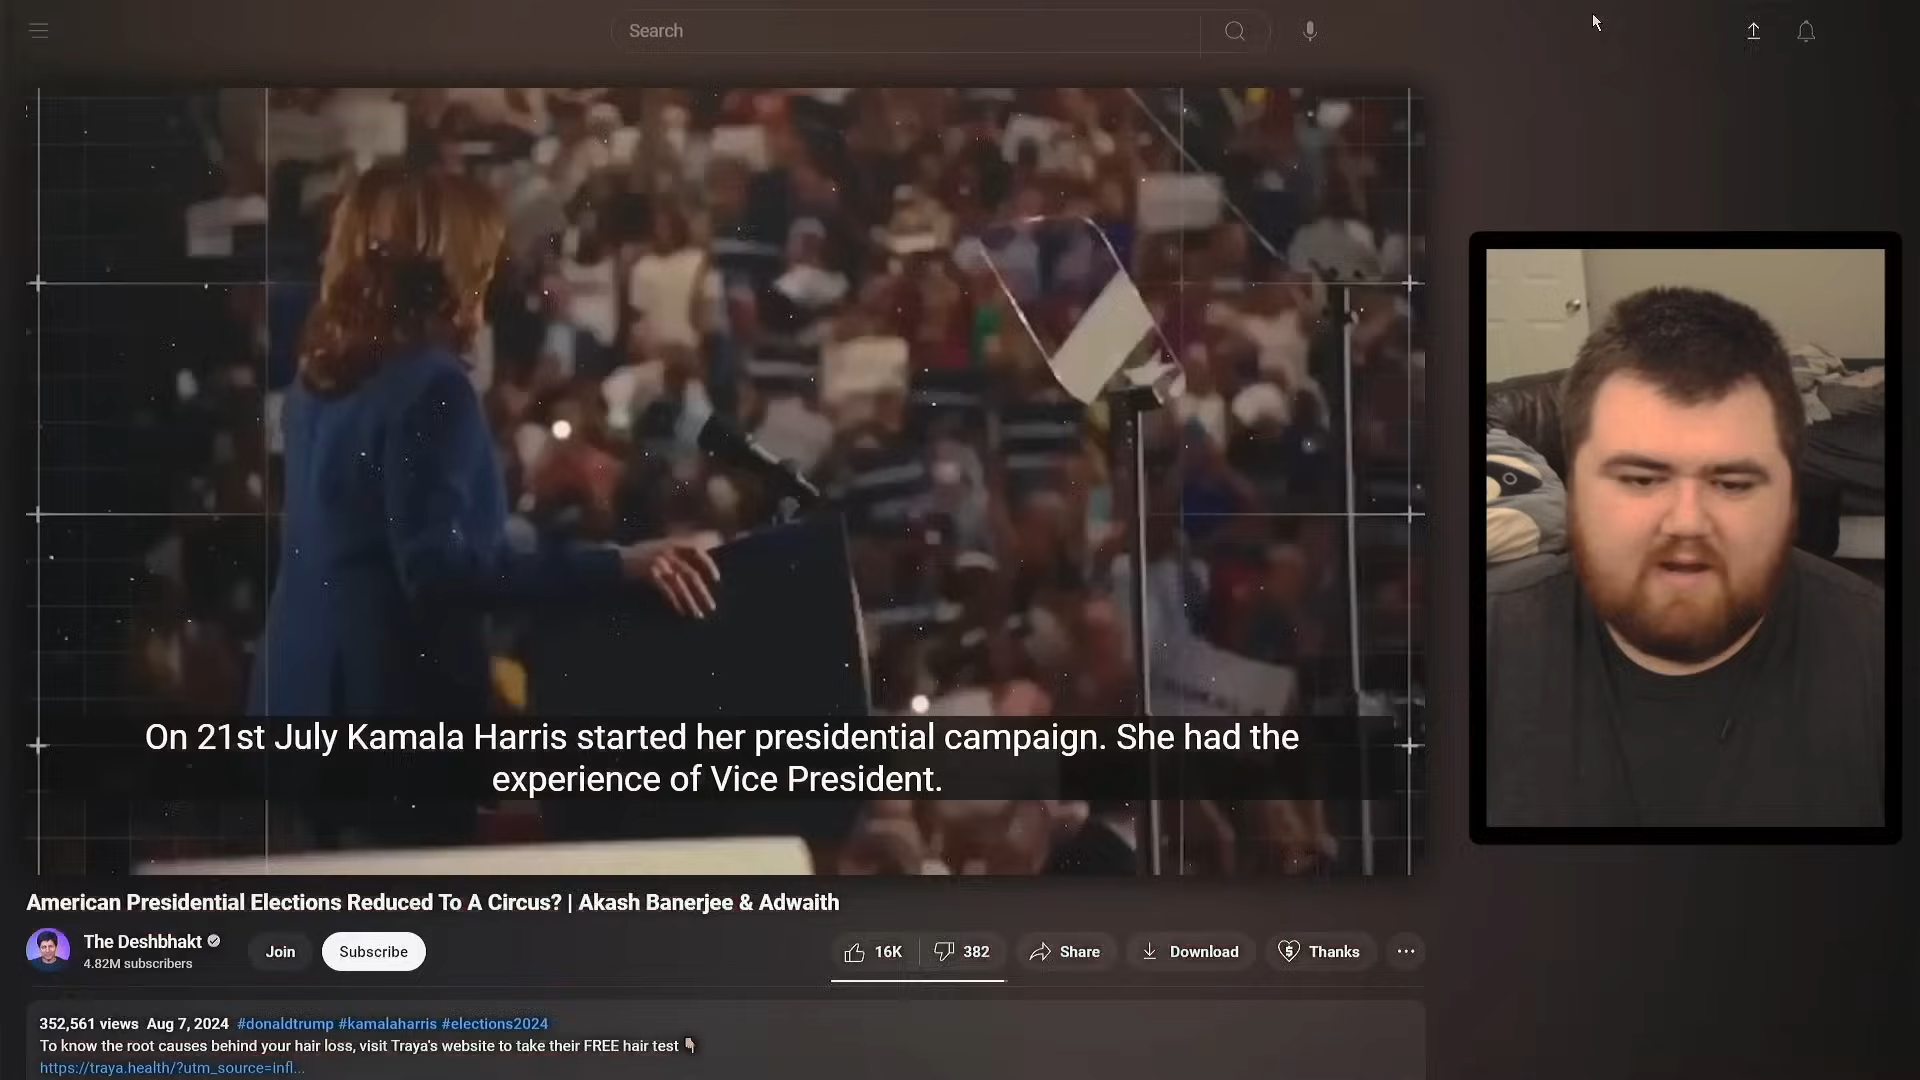 Search
On 21st July Kamala Harris started her presidential campaign. She had the
experience of Vice President.
American Presidential Elections Reduced To A Circus? | Akash Banerjee & Adwaith
The Deshbhakt
4.82M subscribers
Join
Subscribe
16K
382
Share
Download
Thanks
352,561 views Aug 7, 2024 #donaldtrump #kamalaharris #elections2024
To know the root causes behind your hair loss, visit Traya's website to take their FREE hair test
https://traya.health/?utm_source=infl...